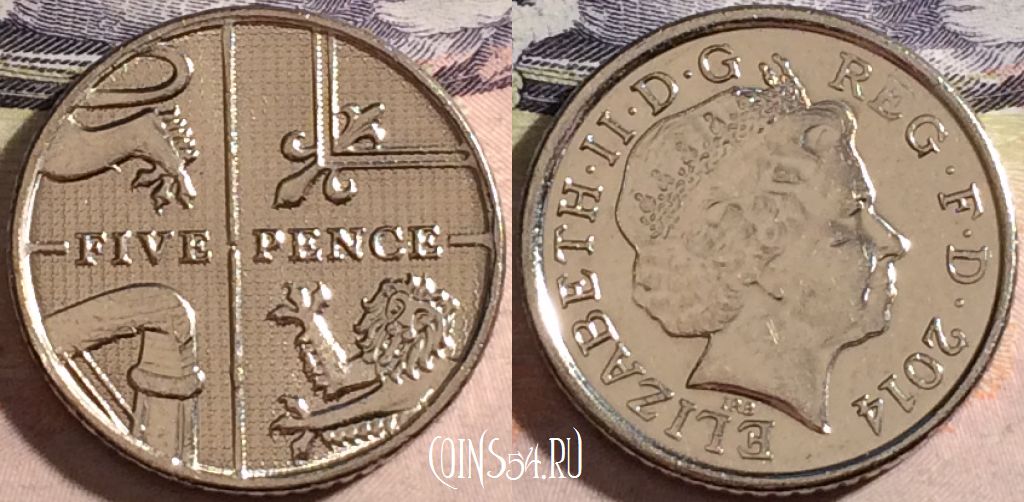 FIVE PENCE
ELIZABETH·II·D·G REG·F·D·2014
IRB
COINS54.RU